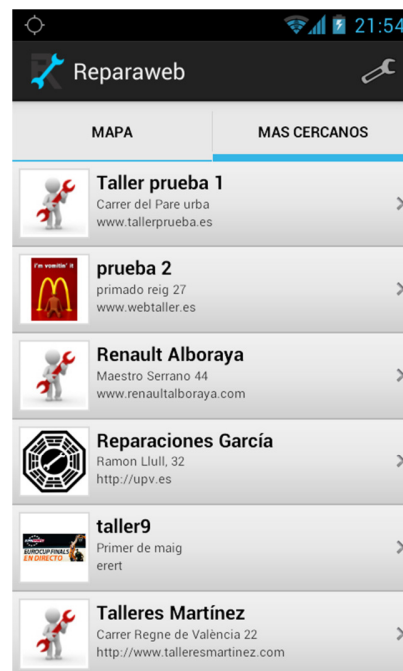 21:54
Reparaweb
MAPA
MAS CERCANOS
Taller prueba 1
Carrer del Pare urba
www.tallerprueba.es
I'm vomitin' it
prueba 2
primado reig 27
www.webtaller.es
Renault Alboraya
Maestro Serrano 44
www.renaultalboraya.com
Reparaciones García
Ramon Llull, 32
http://upv.es
taller9
EUROCUP FINALS
EN DIRECTO
Primer de maig
erert
Talleres Martínez
Carrer Regne de València 22
http://www.talleresmartinez.com